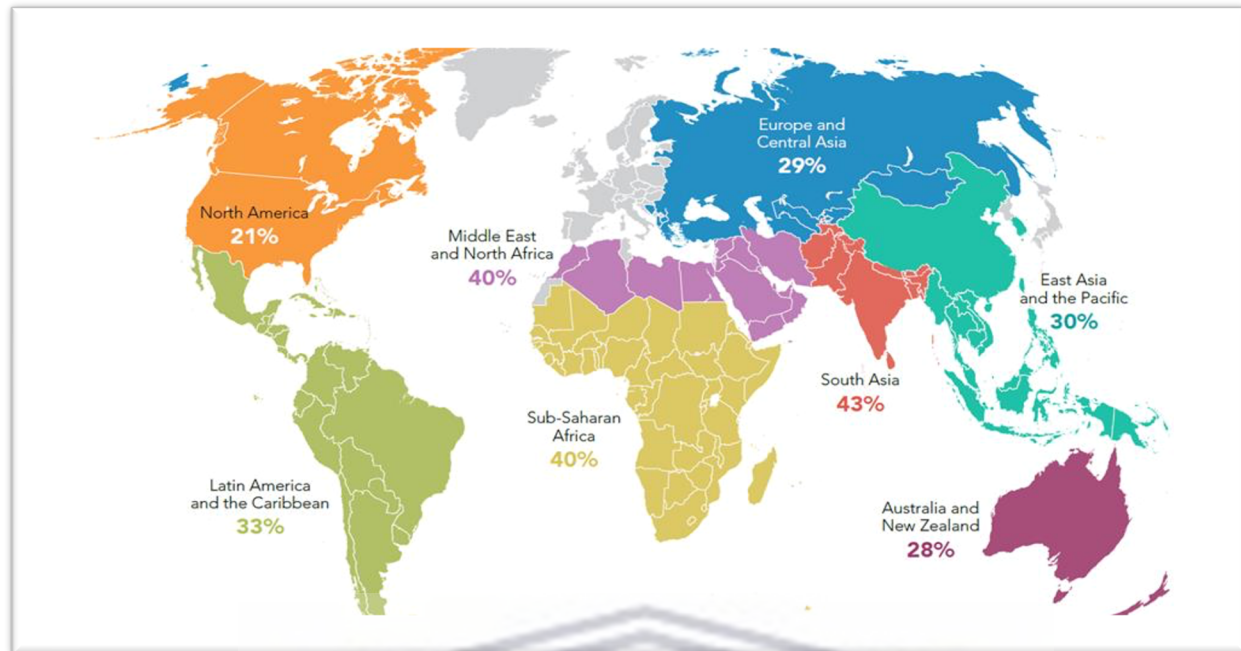 Europe and
Central Asia
29%
North America
21%
Middle East
and North Africa
40%
East Asia
and the Pacific
30%
South Asia
43%
Sub-Saharan
Africa
40%
Latin America
and the Caribbean
33%
Australia and
New Zealand
28%